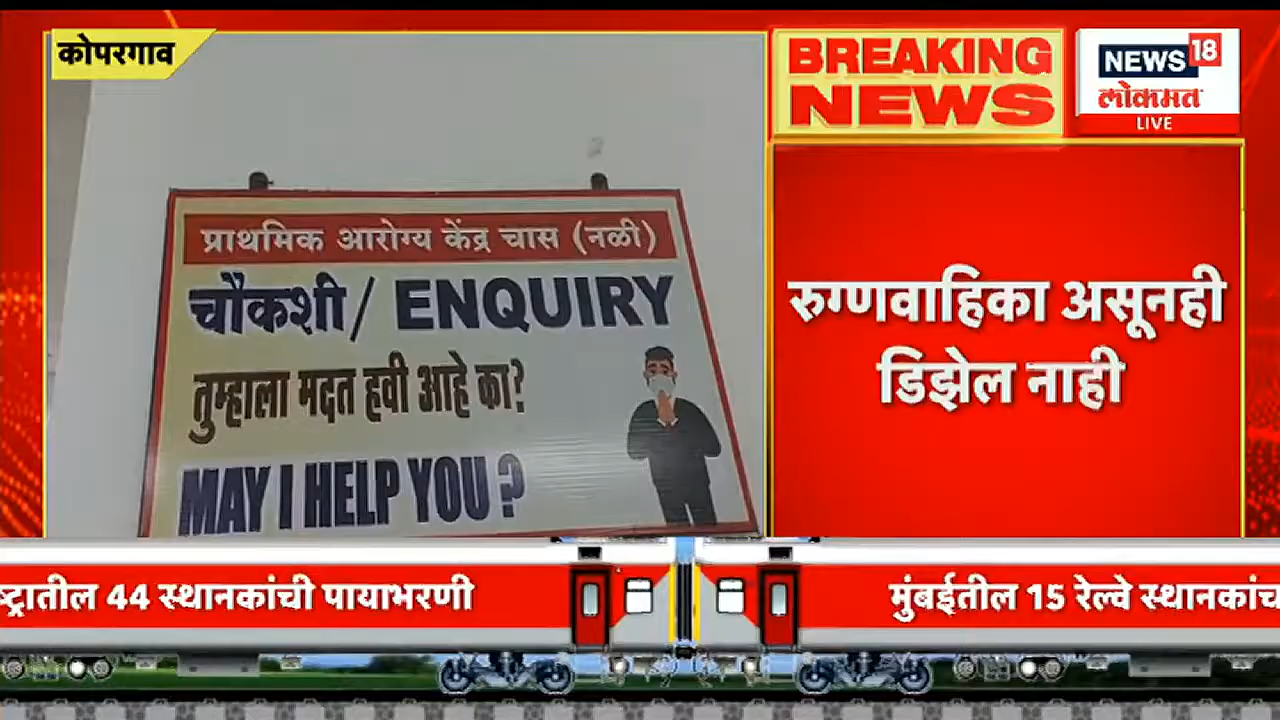 कोपरगाव
BREAKING
NEWS
NEWS 18
लोकमत
LIVE
प्राथमिक आरोग्य केंद्र चास (नळी)
चौकशी/ ENQUIRY
तुम्हाला मदत हवी आहे का?
MAY I HELP YOU ?
रुग्णवाहिका असूनही
डिझेल नाही
ष्ट्रातील 44 स्थानकांची पायाभरणी
मुंबईतील 15 रेल्वे स्थानकांच